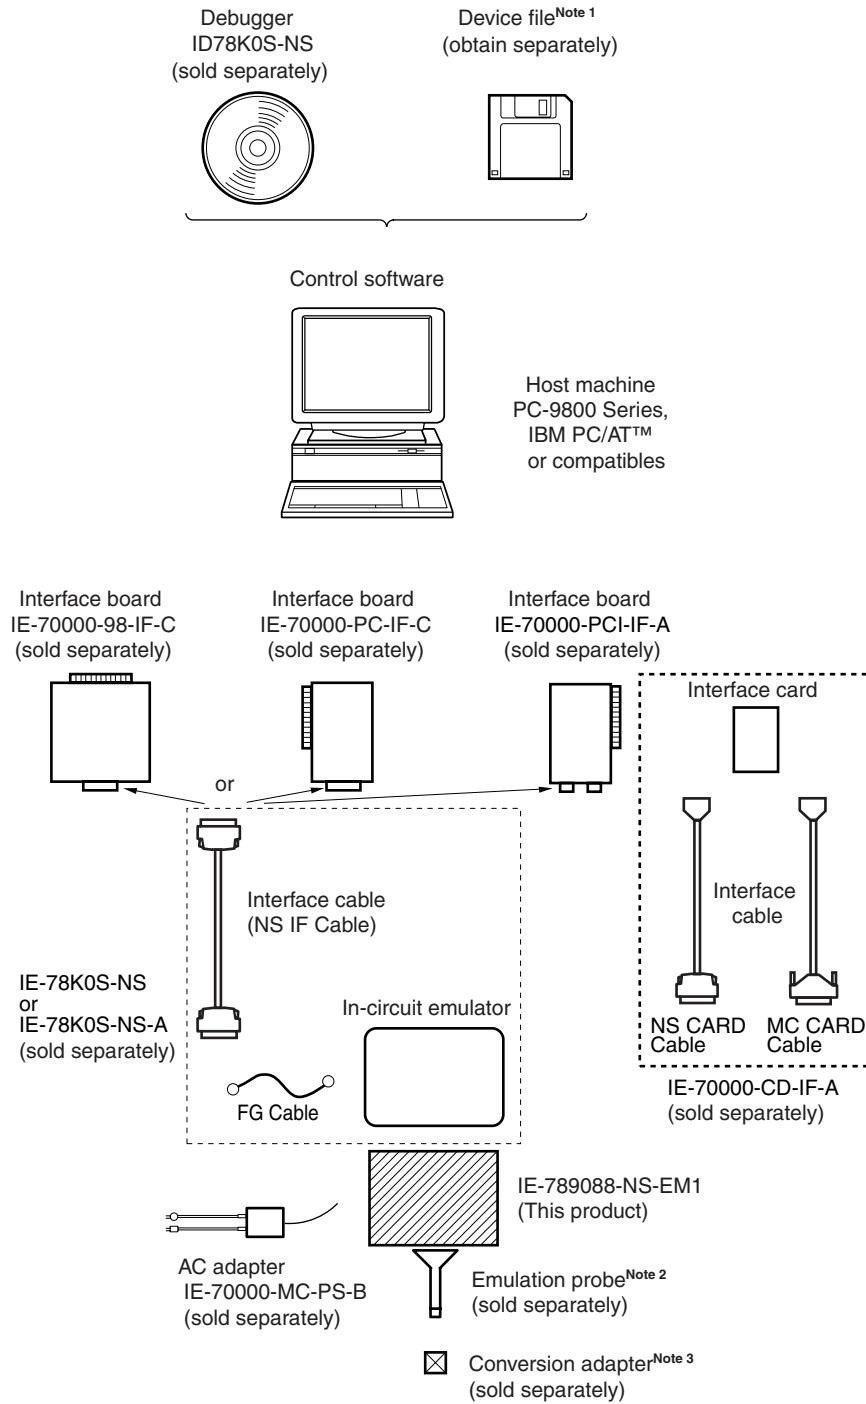 Debugger
ID78K0S-NS
(sold separately)
Device fileNote 1
(obtain separately)
Control software
Host machine
PC-9800 Series,
IBM PC/AT™
or compatibles
Interface board
IE-70000-98-IF-C
(sold separately)
Interface board
IE-70000-PC-IF-C
(sold separately)
Interface board
IE-70000-PCI-IF-A
(sold separately)
Interface card
or
Interface cable
(NS IF Cable)
Interface
cable
IE-78K0S-NS
or
IE-78K0S-NS-A
(sold separately)
In-circuit emulator
NS CARD
Cable
MC CARD
Cable
FG Cable
IE-70000-CD-IF-A
(sold separately)
IE-789088-NS-EM1
(This product)
AC adapter
IE-70000-MC-PS-B
(sold separately)
Emulation probeNote 2
(sold separately)
Conversion adapterNote 3
(sold separately)